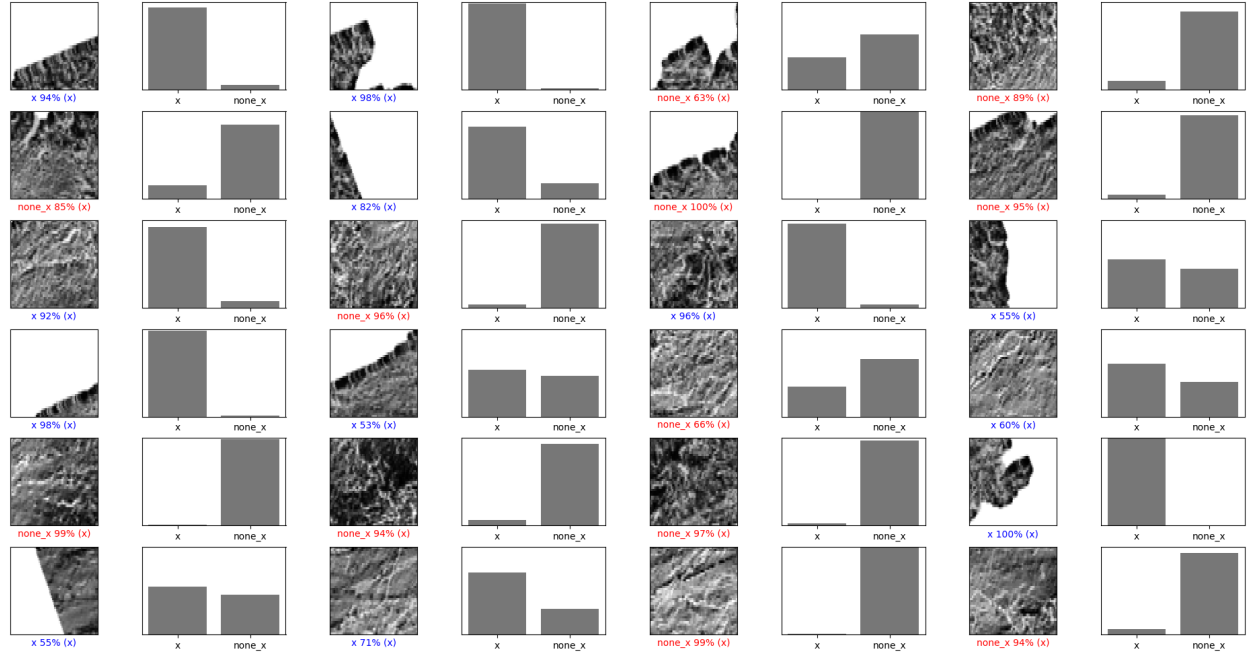 x none_x x none_x x none_x x none_x
x 94% (x) x 98% (x) none_x 63% (x) none_x 89% (x)
x none_x x none_x x none_x x none_x
none_x 85% (x) x 82% (x) none_x 100% (x) none_x 95% (x)
x none_x x none_x x none_x x none_x
x 92% (x) none_x 96% (x) x 96% (x) x 55% (x)
x none_x x none_x x none_x x none_x
x 98% (x) x 53% (x) none_x 66% (x) x 60% (x)
x none_x x none_x x none_x x none_x
none_x 99% (x) none_x 94% (x) none_x 97% (x) x 100% (x)
x none_x x none_x x none_x x none_x
x 55% (x) x 71% (x) none_x 99% (x) none_x 94% (x)